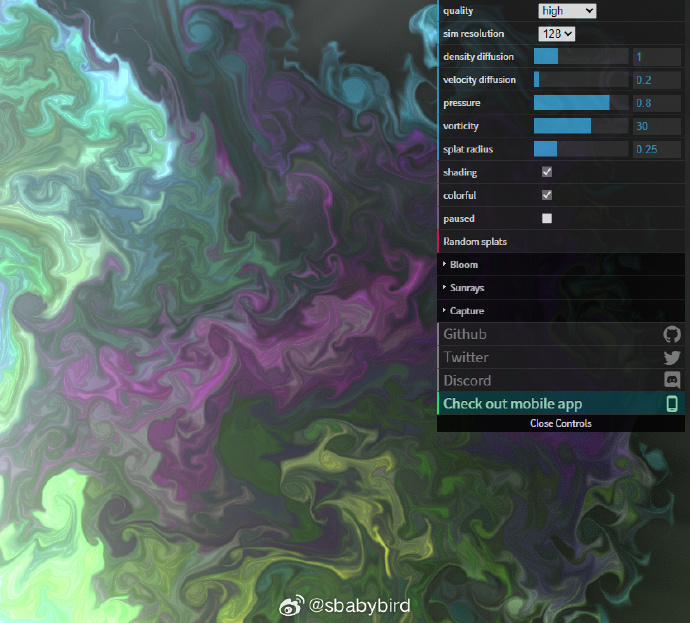 quality high
sim resolution 128
density diffusion 1
velocity diffusion 0.2
pressure 0.8
vorticity 30
splat radius 0.25
shading
colorful
paused
Random splats
Bloom
Sunrays
Capture
Github
Twitter
Discord
Check out mobile app
Close Controls
@sbabybird